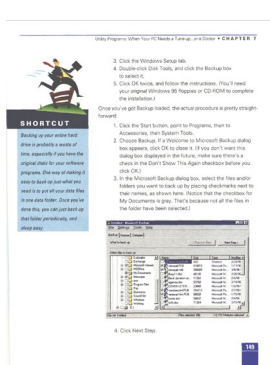 Utility Programs: When Your PC Needs a Tune-up...or a Doctor • CHAPTER 7
3. Click the Windows Setup tab.
4. Double-click Disk Tools, and click the Backup box
to select it.
5. Click OK twice, and follow the instructions. (You'll need
your original Windows 95 floppies or CD-ROM to complete
the installation.)
Once you've got Backup loaded, the actual procedure is pretty straight-
forward:
1. Click the Start button, point to Programs, then to
Accessories, then System Tools.
2. Choose Backup. If a Welcome to Microsoft Backup dialog
box appears, click OK to close it. (If you don't want this
dialog box displayed in the future, make sure there's a
check in the Don't Show This Again checkbox before you
click OK.)
3. In the Microsoft Backup dialog box, select the files and/or
folders you want to back up by placing checkmarks next to
their names, as shown here. (Notice that the checkbox for
My Documents is grey. That's because not all the files in
the folder have been selected.)
SHORTCUT
Backing up your entire hard
drive is probably a waste of
time, especially if you have the
original disks for your software
programs. One way of making it
easy to back up just what you
need is to put all your data files
in one data folder. Once you've
done this, you can just back up
that folder periodically, and
sleep easy.
File Settings Tools Help
Next Step >
4. Click Next Step.
149